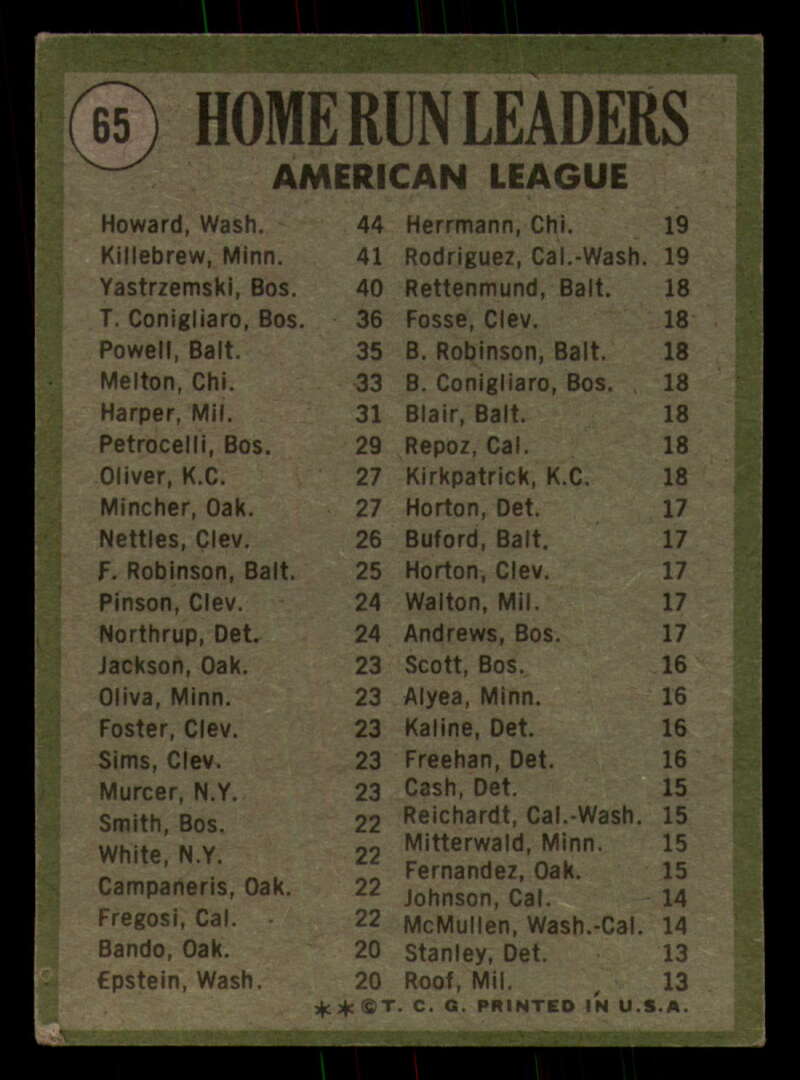 65
HOME RUN LEADERS
AMERICAN LEAGUE
Howard, Wash. 44
Killebrew, Minn. 41
Yastrzemski, Bos. 40
T. Conigliaro, Bos. 36
Powell, Balt. 35
Melton, Chi. 33
Harper, Mil. 31
Petrocelli, Bos. 29
Oliver, K.C. 27
Mincher, Oak. 27
Nettles, Clev. 26
F. Robinson, Balt. 25
Pinson, Clev. 24
Northrup, Det. 24
Jackson, Oak. 23
Oliva, Minn. 23
Foster, Clev. 23
Sims, Clev. 23
Murcer, N.Y. 23
Smith, Bos. 22
White, N.Y. 22
Campaneris, Oak. 22
Fregosi, Cal. 22
Bando, Oak. 20
Epstein, Wash. 20
Herrmann, Chi. 19
Rodriguez, Cal.-Wash. 19
Rettenmund, Balt. 18
Fosse, Clev. 18
B. Robinson, Balt. 18
B. Conigliaro, Bos. 18
Blair, Balt. 18
Repoz, Cal. 18
Kirkpatrick, K.C. 18
Horton, Det. 17
Buford, Balt. 17
Horton, Clev. 17
Walton, Mil. 17
Andrews, Bos. 17
Scott, Bos. 16
Alyea, Minn. 16
Kaline, Det. 16
Freehan, Det. 16
Cash, Det. 15
Reichardt, Cal.-Wash. 15
Mitterwald, Minn. 15
Fernandez, Oak. 15
Johnson, Cal. 14
McMullen, Wash.-Cal. 14
Stanley, Det. 13
Roof, Mil. 13
**©T. C. G. PRINTED IN U.S.A.